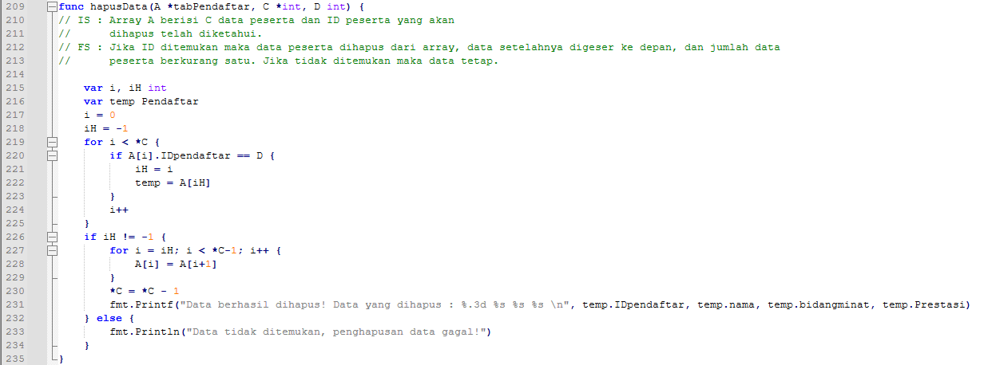 209 func hapusData(A *tabPendaftar, C *int, D int) {
210 // IS : Array A berisi C data peserta dan ID peserta yang akan
211 //      dihapus telah diketahui.
212 // FS : Jika ID ditemukan maka data peserta dihapus dari array, data setelahnya digeser ke depan, dan jumlah data
213 //      peserta berkurang satu. Jika tidak ditemukan maka data tetap.
214
215     var i, iH int
216     var temp Pendaftar
217     i = 0
218     iH = -1
219     for i < *C {
220         if A[i].IDpendaftar == D {
221             iH = i
222             temp = A[iH]
223         }
224         i++
225     }
226     if iH != -1 {
227         for i = iH; i < *C-1; i++ {
228             A[i] = A[i+1]
229         }
230         *C = *C - 1
231         fmt.Printf("Data berhasil dihapus! Data yang dihapus : %.3d %s %s %s \n", temp.IDpendaftar, temp.nama, temp.bidangminat, temp.Prestasi)
232     } else {
233         fmt.Println("Data tidak ditemukan, penghapusan data gagal!")
234     }
235 }